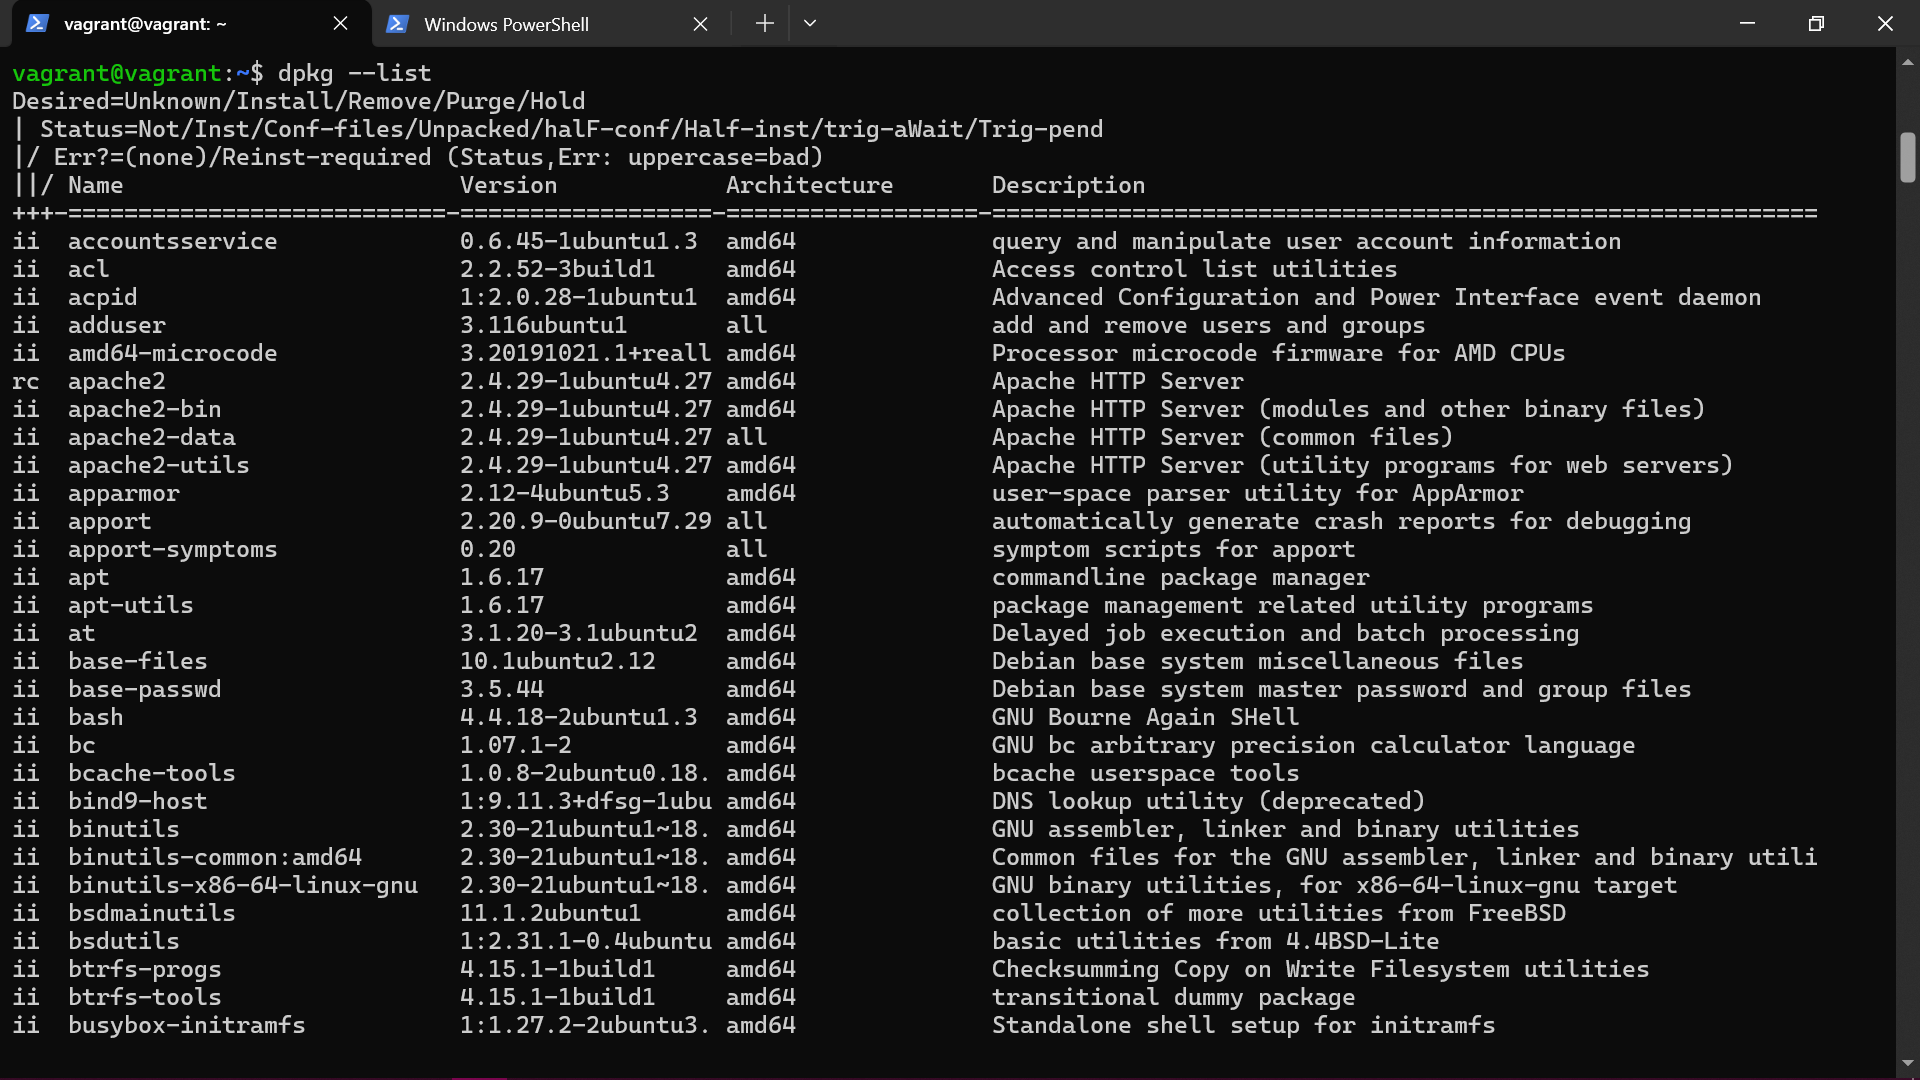 vagrant@vagrant: ~
Windows PowerShell
vagrant@vagrant:~$ dpkg --list
Desired=Unknown/Install/Remove/Purge/Hold
| Status=Not/Inst/Conf-files/Unpacked/halF-conf/Half-inst/trig-aWait/Trig-pend
|/ Err?=(none)/Reinst-required (Status,Err: uppercase=bad)
||/ Name                        Version            Architecture       Description
+++-===========================-==================-==================-===========================================================
ii  accountsservice             0.6.45-1ubuntu1.3  amd64              query and manipulate user account information
ii  acl                         2.2.52-3build1     amd64              Access control list utilities
ii  acpid                       1:2.0.28-1ubuntu1  amd64              Advanced Configuration and Power Interface event daemon
ii  adduser                     3.116ubuntu1       all                add and remove users and groups
ii  amd64-microcode             3.20191021.1+reall amd64              Processor microcode firmware for AMD CPUs
rc  apache2                     2.4.29-1ubuntu4.27 amd64              Apache HTTP Server
ii  apache2-bin                 2.4.29-1ubuntu4.27 amd64              Apache HTTP Server (modules and other binary files)
ii  apache2-data                2.4.29-1ubuntu4.27 all                Apache HTTP Server (common files)
ii  apache2-utils               2.4.29-1ubuntu4.27 amd64              Apache HTTP Server (utility programs for web servers)
ii  apparmor                    2.12-4ubuntu5.3    amd64              user-space parser utility for AppArmor
ii  apport                      2.20.9-0ubuntu7.29 all                automatically generate crash reports for debugging
ii  apport-symptoms             0.20               all                symptom scripts for apport
ii  apt                         1.6.17             amd64              commandline package manager
ii  apt-utils                   1.6.17             amd64              package management related utility programs
ii  at                          3.1.20-3.1ubuntu2  amd64              Delayed job execution and batch processing
ii  base-files                  10.1ubuntu2.12     amd64              Debian base system miscellaneous files
ii  base-passwd                 3.5.44             amd64              Debian base system master password and group files
ii  bash                        4.4.18-2ubuntu1.3  amd64              GNU Bourne Again SHell
ii  bc                          1.07.1-2           amd64              GNU bc arbitrary precision calculator language
ii  bcache-tools                1.0.8-2ubuntu0.18. amd64              bcache userspace tools
ii  bind9-host                  1:9.11.3+dfsg-1ubu amd64              DNS lookup utility (deprecated)
ii  binutils                    2.30-21ubuntu1~18. amd64              GNU assembler, linker and binary utilities
ii  binutils-common:amd64       2.30-21ubuntu1~18. amd64              Common files for the GNU assembler, linker and binary utili
ii  binutils-x86-64-linux-gnu   2.30-21ubuntu1~18. amd64              GNU binary utilities, for x86-64-linux-gnu target
ii  bsdmainutils                11.1.2ubuntu1      amd64              collection of more utilities from FreeBSD
ii  bsdutils                    1:2.31.1-0.4ubuntu amd64              basic utilities from 4.4BSD-Lite
ii  btrfs-progs                 4.15.1-1build1     amd64              Checksumming Copy on Write Filesystem utilities
ii  btrfs-tools                 4.15.1-1build1     amd64              transitional dummy package
ii  busybox-initramfs           1:1.27.2-2ubuntu3. amd64              Standalone shell setup for initramfs